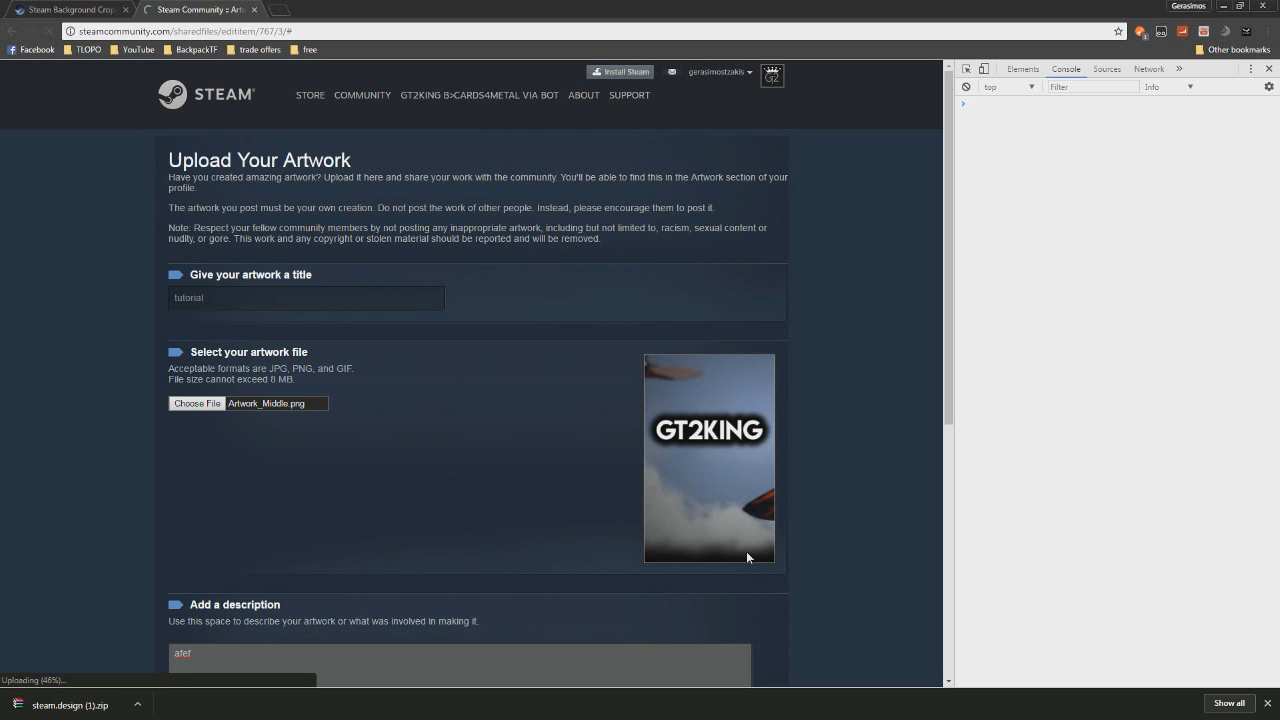 Steam Background Crop
Steam Community :: Artw
Gerasimos
steamcommunity.com/sharedfiles/edititem/767/3/#
Facebook TLOPO YouTube BackpackTF trade offers free Other bookmarks
Elements Console Sources Network »
top Filter Info
Install Steam gerasimostzakis
STEAM STORE COMMUNITY GT2KING B>CARDS4METAL VIA BOT ABOUT SUPPORT
Upload Your Artwork
Have you created amazing artwork? Upload it here and share your work with the community. You'll be able to find this in the Artwork section of your
profile.
The artwork you post must be your own creation. Do not post the work of other people. Instead, please encourage them to post it.
Note: Respect your fellow community members by not posting any inappropriate artwork, including but not limited to, racism, sexual content or
nudity, or gore. This work and any copyright or stolen material should be reported and will be removed.
Give your artwork a title
tutorial
Select your artwork file
Acceptable formats are JPG, PNG, and GIF.
File size cannot exceed 8 MB.
Choose File Artwork_Middle.png
GT2KING
Add a description
Use this space to describe your artwork or what was involved in making it.
afef
Uploading (46%)...
steam.design (1).zip
Show all